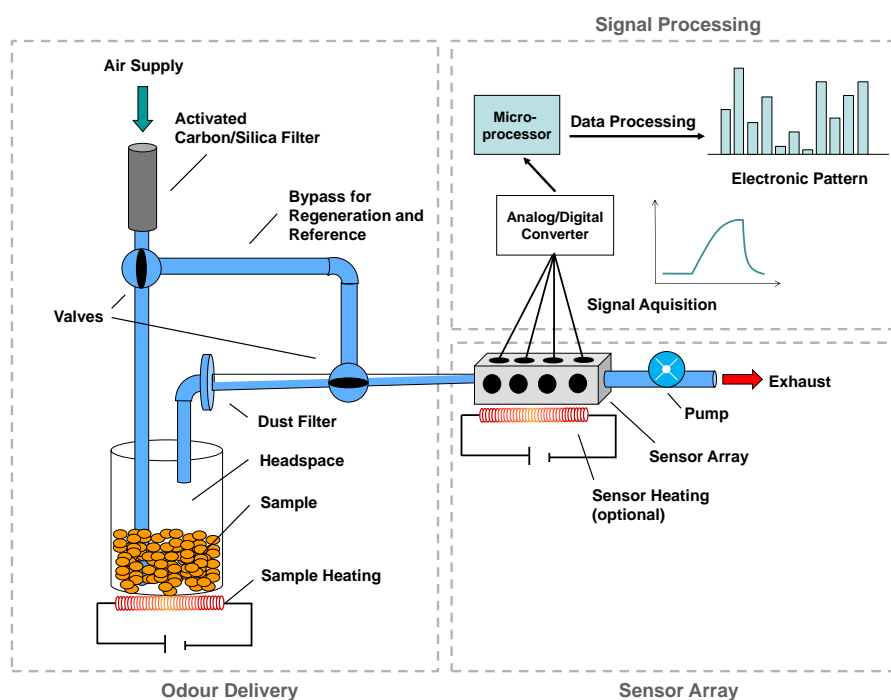 Signal Processing
Air Supply
Activated
Carbon/Silica Filter
Bypass for
Regeneration and
Reference
Valves
Dust Filter
Headspace
Sample
Sample Heating
Odour Delivery
Micro-
processor
Data Processing
Electronic Pattern
Analog/Digital
Converter
Signal Aquisition
Exhaust
Pump
Sensor Array
Sensor Heating
(optional)
Sensor Array